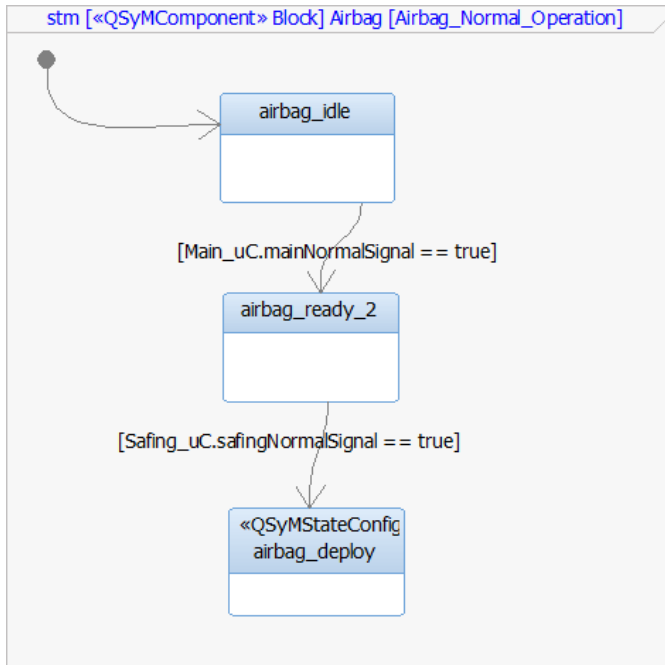 stm [«QSyMComponent» Block] Airbag [Airbag_Normal_Operation]
airbag_idle
[Main_uC.mainNormalSignal == true]
airbag_ready_2
[Safing_uC.safingNormalSignal == true]
«QSyMStateConfig
airbag_deploy